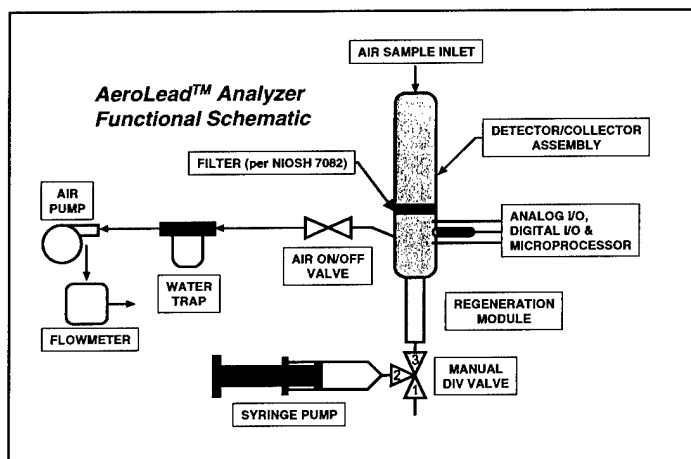 AIR SAMPLE INLET
AeroLead™ Analyzer
Functional Schematic
DETECTOR/COLLECTOR
ASSEMBLY
FILTER (per NIOSH 7082)
AIR
PUMP
ANALOG I/O,
DIGITAL I/O &
MICROPROCESSOR
AIR ON/OFF
VALVE
WATER
TRAP
REGENERATION
MODULE
FLOWMETER
3
2
1
MANUAL
DIV VALVE
SYRINGE PUMP